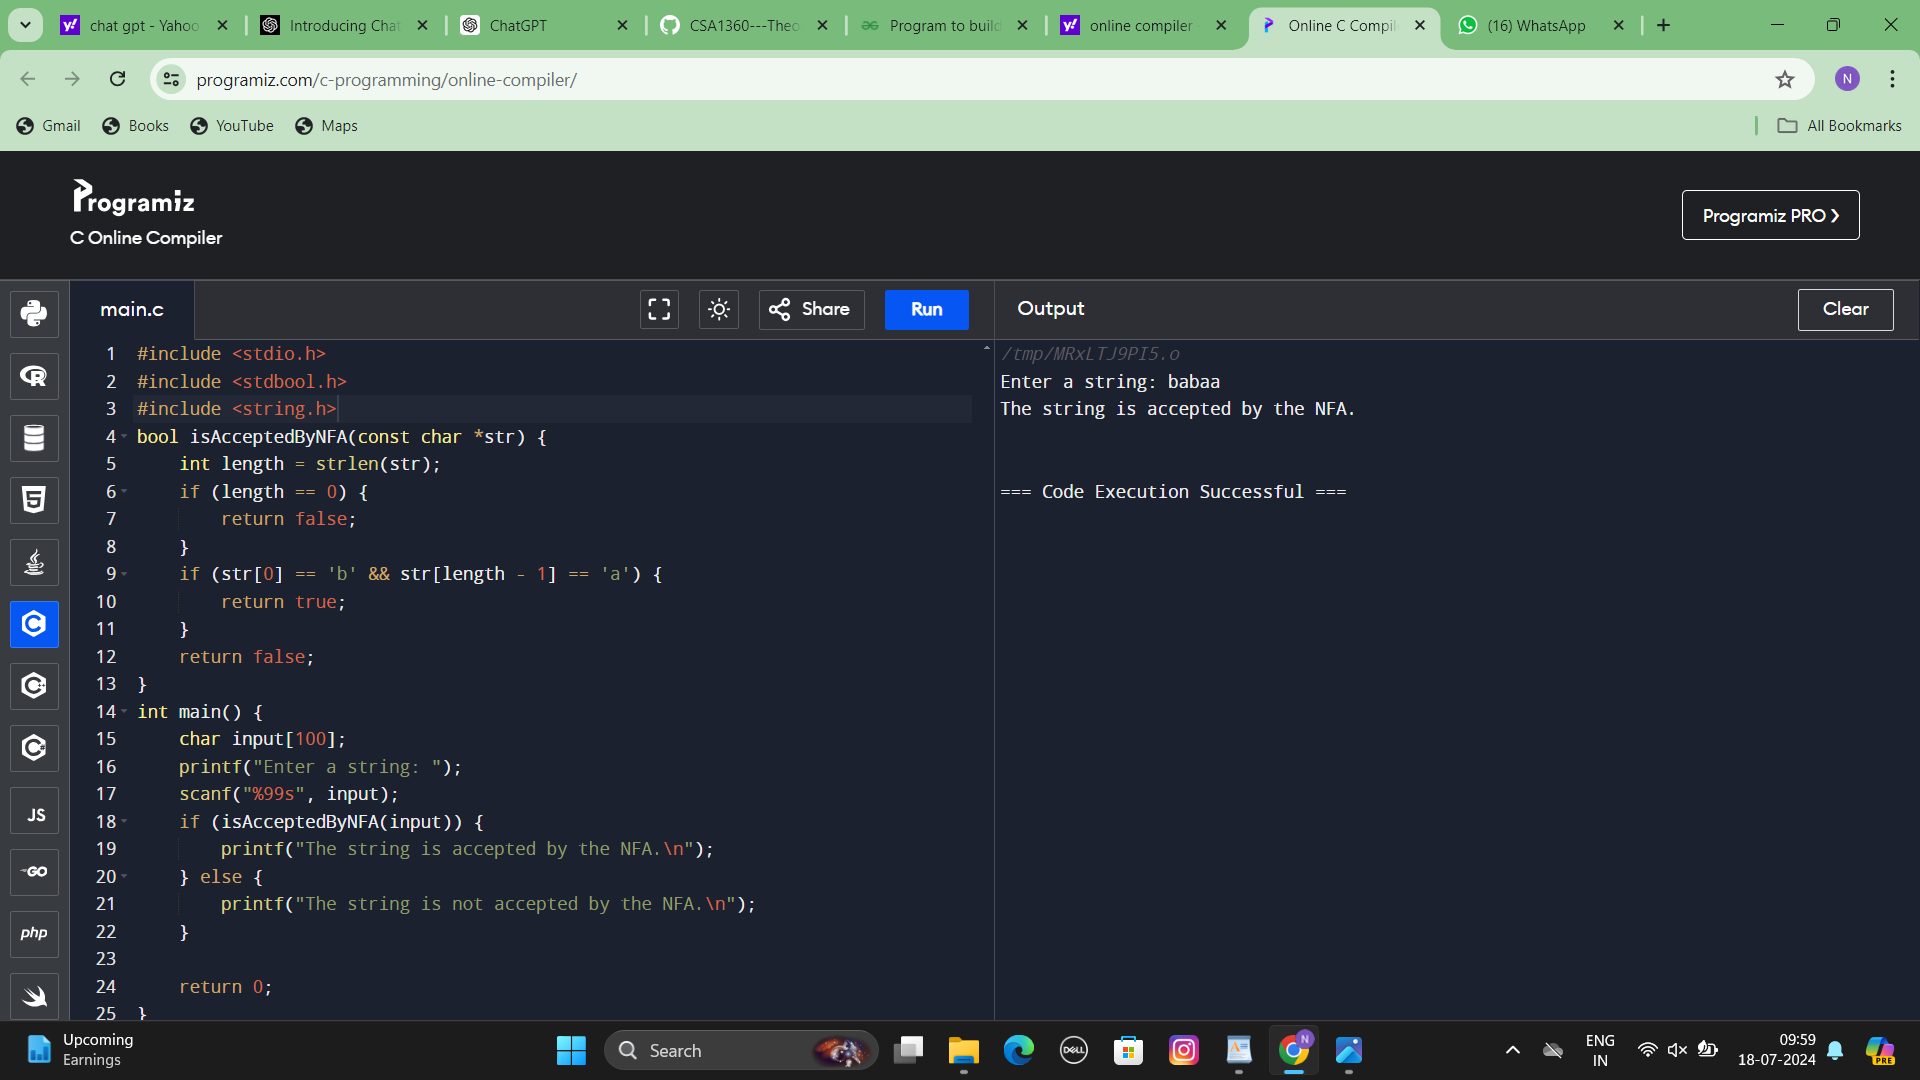 chat gpt - Yahoo
Introducing Chat
ChatGPT
CSA1360---Theo
Program to build
online compiler -
Online C Compile
(16) WhatsApp
N
programiz.com/c-programming/online-compiler/
Gmail
Books
YouTube
Maps
All Bookmarks
Programiz
C Online Compiler
Programiz PRO ❯
main.c
Share
Run
Output
Clear
1 #include <stdio.h>
2 #include <stdbool.h>
3 #include <string.h>
4 bool isAcceptedByNFA(const char *str) {
5 int length = strlen(str);
6 if (length == 0) {
7 return false;
8 }
9 if (str[0] == 'b' && str[length - 1] == 'a') {
10 return true;
11 }
12 return false;
13 }
14 int main() {
15 char input[100];
16 printf("Enter a string: ");
17 scanf("%99s", input);
18 if (isAcceptedByNFA(input)) {
19 printf("The string is accepted by the NFA.\n");
20 } else {
21 printf("The string is not accepted by the NFA.\n");
22 }
23
24 return 0;
25 }
/tmp/MRxLTJ9PI5.o
Enter a string: babaa
The string is accepted by the NFA.
=== Code Execution Successful ===
R
5
C
JS
GO
php
Upcoming
Earnings
Search
DELL
N
ENG
IN
09:59
18-07-2024
PRE